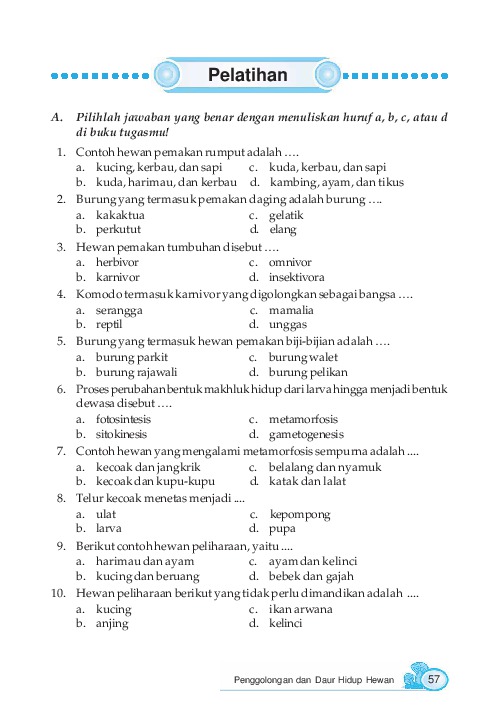 Pelatihan
A. Pilihlah jawaban yang benar dengan menuliskan huruf a, b, c, atau d
di buku tugasmu!
1. Contoh hewan pemakan rumput adalah ….
a. kucing, kerbau, dan sapi c. kuda, kerbau, dan sapi
b. kuda, harimau, dan kerbau d. kambing, ayam, dan tikus
2. Burung yang termasuk pemakan daging adalah burung ….
a. kakaktua c. gelatik
b. perkutut d. elang
3. Hewan pemakan tumbuhan disebut ….
a. herbivor c. omnivor
b. karnivor d. insektivora
4. Komodo termasuk karnivor yang digolongkan sebagai bangsa ….
a. serangga c. mamalia
b. reptil d. unggas
5. Burung yang termasuk hewan pemakan biji-bijian adalah ….
a. burung parkit c. burung walet
b. burung rajawali d. burung pelikan
6. Proses perubahan bentuk makhluk hidup dari larva hingga menjadi bentuk
dewasa disebut ….
a. fotosintesis c. metamorfosis
b. sitokinesis d. gametogenesis
7. Contoh hewan yang mengalami metamorfosis sempurna adalah ....
a. kecoak dan jangkrik c. belalang dan nyamuk
b. kecoak dan kupu-kupu d. katak dan lalat
8. Telur kecoak menetas menjadi ....
a. ulat c. kepompong
b. larva d. pupa
9. Berikut contoh hewan peliharaan, yaitu ....
a. harimau dan ayam c. ayam dan kelinci
b. kucing dan beruang d. bebek dan gajah
10. Hewan peliharaan berikut yang tidak perlu dimandikan adalah ....
a. kucing c. ikan arwana
b. anjing d. kelinci
Penggolongan dan Daur Hidup Hewan 57